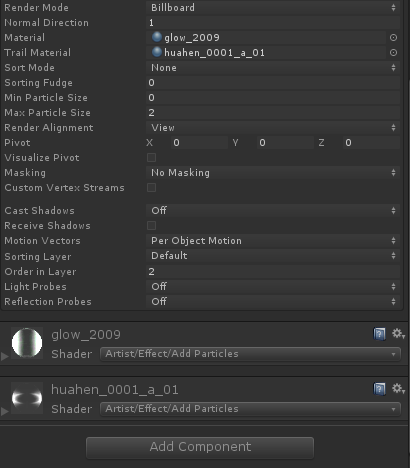 Render Mode Billboard
Normal Direction 1
Material glow_2009
Trail Material huahen_0001_a_01
Sort Mode None
Sorting Fudge 0
Min Particle Size 0
Max Particle Size 2
Render Alignment View
Pivot X 0 Y 0 Z 0
Visualize Pivot
Masking No Masking
Custom Vertex Streams
Cast Shadows Off
Receive Shadows
Motion Vectors Per Object Motion
Sorting Layer Default
Order in Layer 2
Light Probes Off
Reflection Probes Off
glow_2009
Shader Artist/Effect/Add Particles
huahen_0001_a_01
Shader Artist/Effect/Add Particles
Add Component